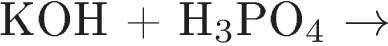 KOH + H₃PO₄ →